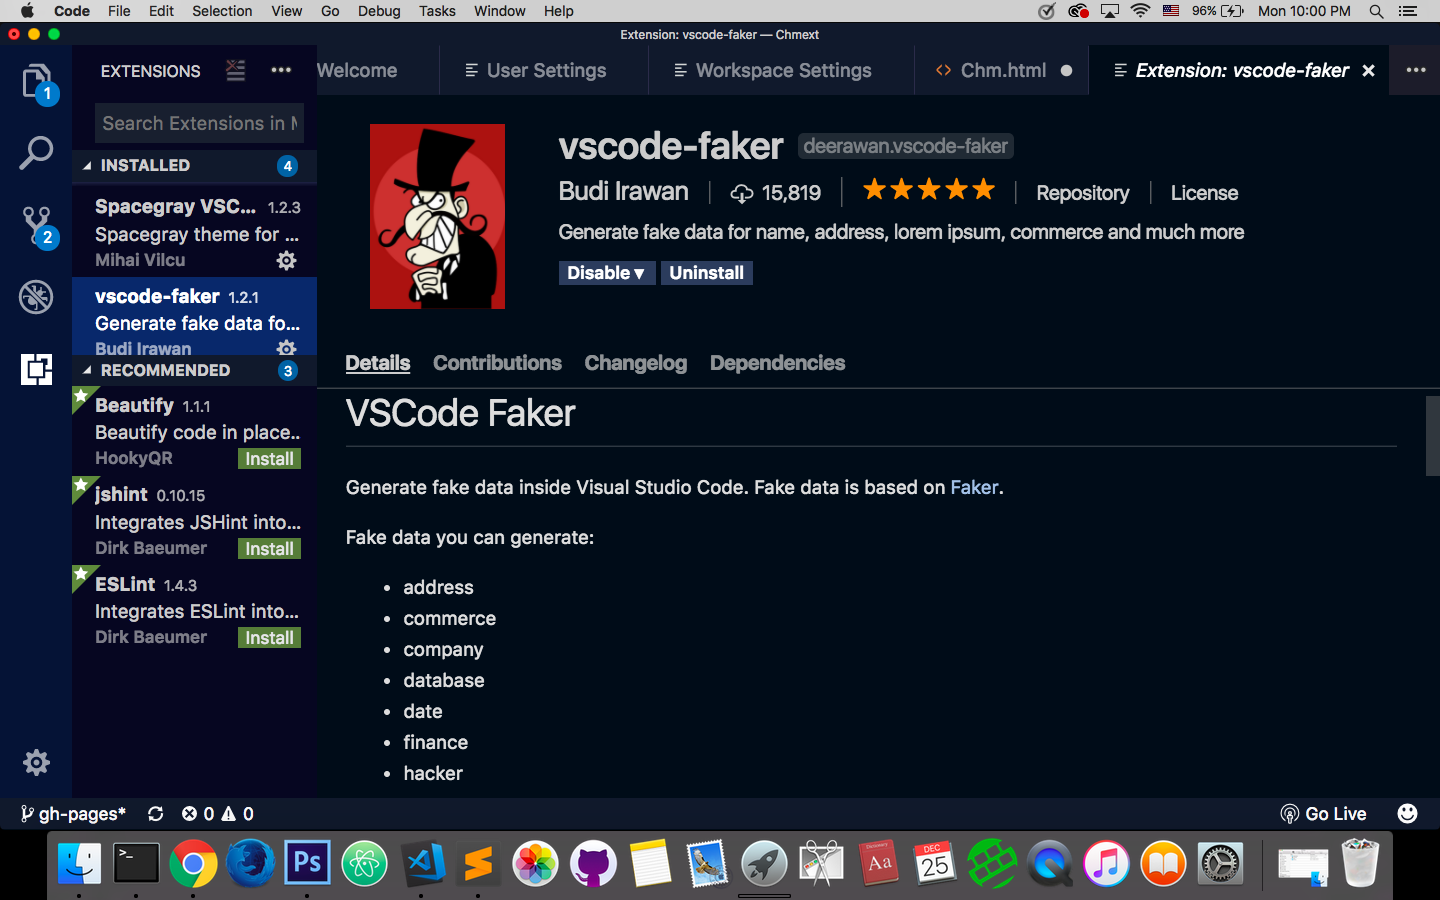 Code File Edit Selection View Go Debug Tasks Window Help 96% Mon 10:00 PM
Extension: vscode-faker — Chmext
EXTENSIONS •••
Welcome User Settings Workspace Settings <> Chm.html Extension: vscode-faker × •••
1
Search Extensions in
INSTALLED 4
Spacegray VSC... 1.2.3
Spacegray theme for ...
Mihai Vilcu
2
vscode-faker 1.2.1
Generate fake data fo...
Budi Irawan
RECOMMENDED 3
Beautify 1.1.1
Beautify code in place..
HookyQR Install
jshint 0.10.15
Integrates JSHint into...
Dirk Baeumer Install
ESLint 1.4.3
Integrates ESLint into...
Dirk Baeumer Install
vscode-faker deerawan.vscode-faker
Budi Irawan | 15,819 | ★★★★★ | Repository | License
Generate fake data for name, address, lorem ipsum, commerce and much more
Disable▼ Uninstall
Details Contributions Changelog Dependencies
VSCode Faker
Generate fake data inside Visual Studio Code. Fake data is based on Faker.
Fake data you can generate:
• address
• commerce
• company
• database
• date
• finance
• hacker
gh-pages* 0 0 Go Live
>_
Ps
Dictionary
Aa
DEC
25